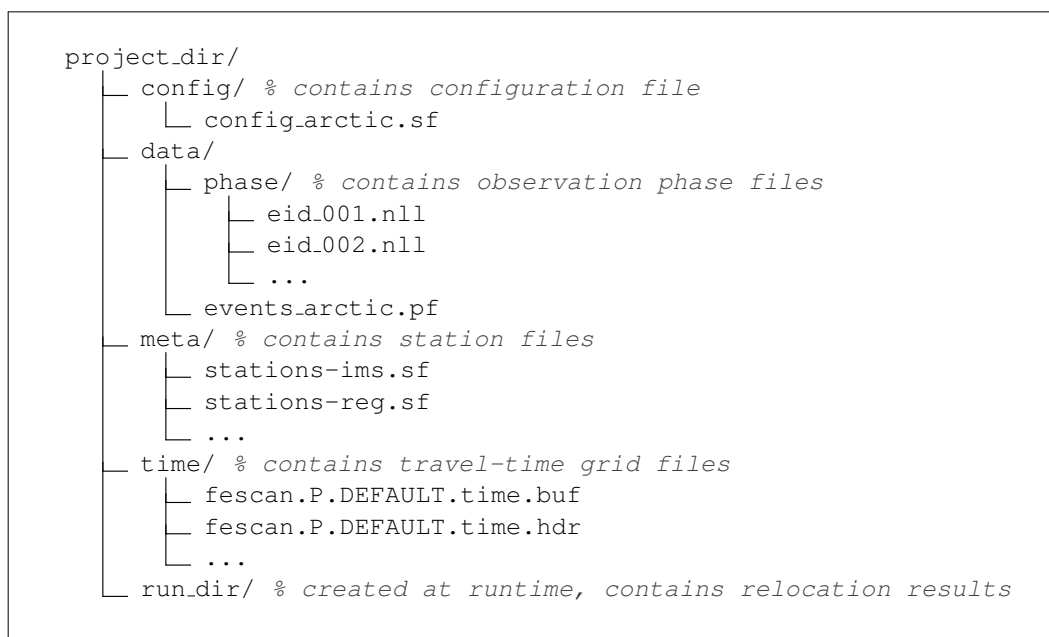 project_dir/
config/ % contains configuration file
config_arctic.sf
data/
phase/ % contains observation phase files
eid_001.nll
eid_002.nll
...
events_arctic.pf
meta/ % contains station files
stations-ims.sf
stations-reg.sf
...
time/ % contains travel-time grid files
fescan.P.DEFAULT.time.buf
fescan.P.DEFAULT.time.hdr
...
run_dir/ % created at runtime, contains relocation results